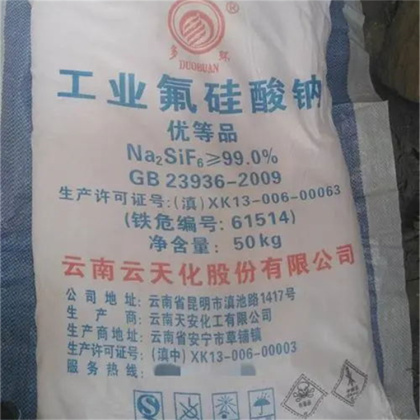 多环
DUOHUAN
工业氟硅酸钠
优等品
Na₂SiF₆≥99.0%
GB 23936-2009
生产许可证号:(滇)XK13-006-00063
(铁危编号: 61514)
净含量: 50kg
云南云天化股份有限公司
公司地址: 云南省昆明市滇池路1417号
生产商: 云南天安化工有限公司
生产商地址: 云南省安宁市草铺镇
生产许可证号: (滇中) XK13-006-00003
服务热线: